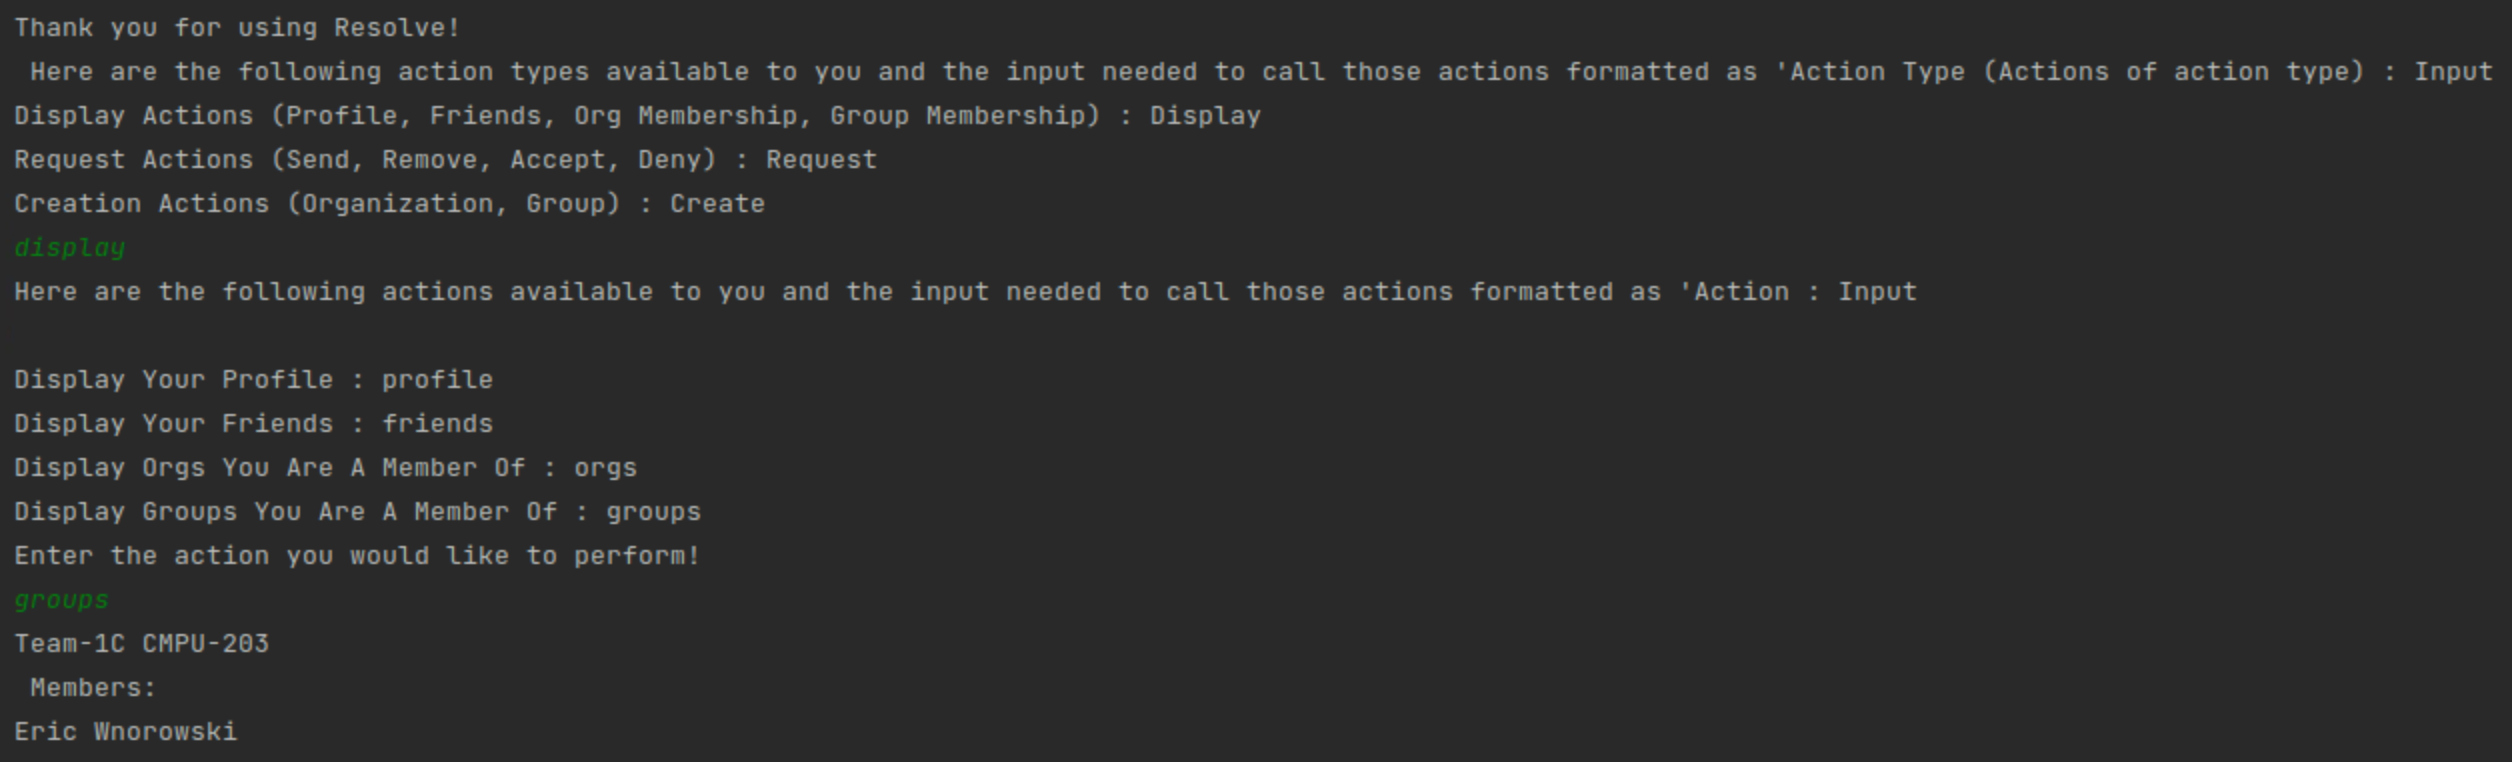 Thank you for using Resolve!
Here are the following action types available to you and the input needed to call those actions formatted as 'Action Type (Actions of action type) : Input
Display Actions (Profile, Friends, Org Membership, Group Membership) : Display
Request Actions (Send, Remove, Accept, Deny) : Request
Creation Actions (Organization, Group) : Create
display
Here are the following actions available to you and the input needed to call those actions formatted as 'Action : Input
Display Your Profile : profile
Display Your Friends : friends
Display Orgs You Are A Member Of : orgs
Display Groups You Are A Member Of : groups
Enter the action you would like to perform!
groups
Team-1C CMPU-203
Members:
Eric Wnorowski